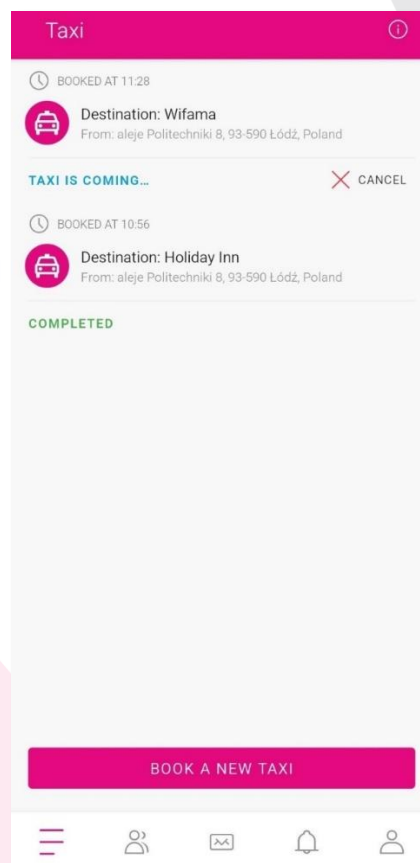 Taxi
BOOKED AT 11:28
Destination: Wifama
From: aleje Politechniki 8, 93-590 Łódź, Poland
TAXI IS COMING...
CANCEL
BOOKED AT 10:56
Destination: Holiday Inn
From: aleje Politechniki 8, 93-590 Łódź, Poland
COMPLETED
BOOK A NEW TAXI